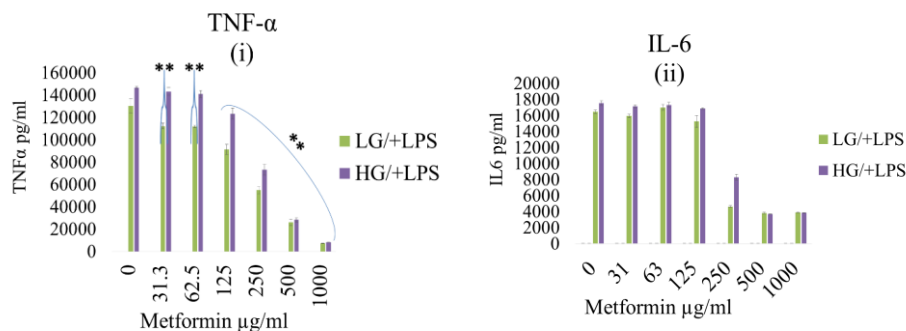 TNF-α
(i)
TNFα pg/ml
160000
140000
120000
100000
80000
60000
40000
20000
0
** **
**
0 31.3 62.5 125 250 500 1000
Metformin µg/ml
LG/+LPS
HG/+LPS
IL-6
(ii)
IL6 pg/ml
20000
18000
16000
14000
12000
10000
8000
6000
4000
2000
0
0 31 63 125 250 500 1000
Metformin µg/ml
LG/+LPS
HG/+LPS